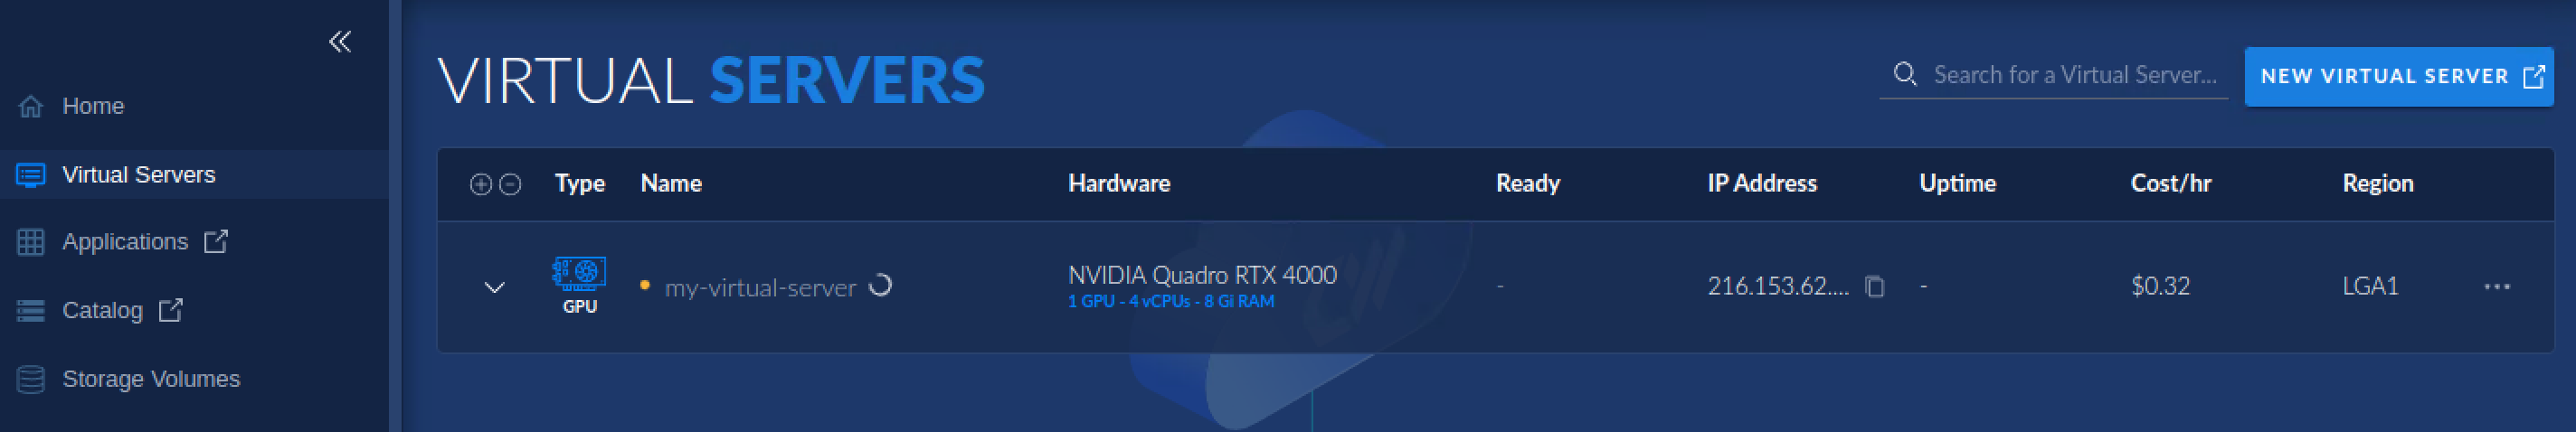 Home
Virtual Servers
Applications
Catalog
Storage Volumes
VIRTUAL SERVERS
Search for a Virtual Server...
NEW VIRTUAL SERVER
Type Name Hardware Ready IP Address Uptime Cost/hr Region
GPU
my-virtual-server
NVIDIA Quadro RTX 4000
1 GPU - 4 vCPUs - 8 Gi RAM
-
216.153.62....
-
$0.32
LGA1